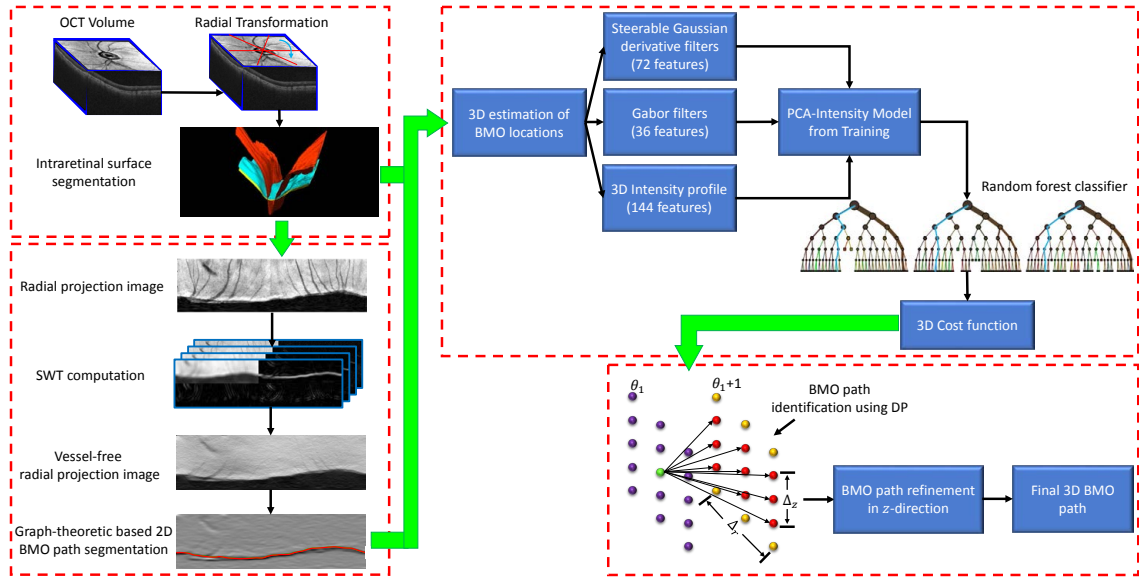 OCT Volume
Radial Transformation
Intraretinal surface
segmentation
Radial projection image
SWT computation
Vessel-free
radial projection image
Graph-theoretic based 2D
BMO path segmentation
3D estimation of
BMO locations
Steerable Gaussian
derivative filters
(72 features)
Gabor filters
(36 features)
3D Intensity profile
(144 features)
PCA-Intensity Model
from Training
Random forest classifier
3D Cost function
θ₁
θ₁+1
BMO path
identification using DP
Δz
Δr
BMO path refinement
in z-direction
Final 3D BMO
path